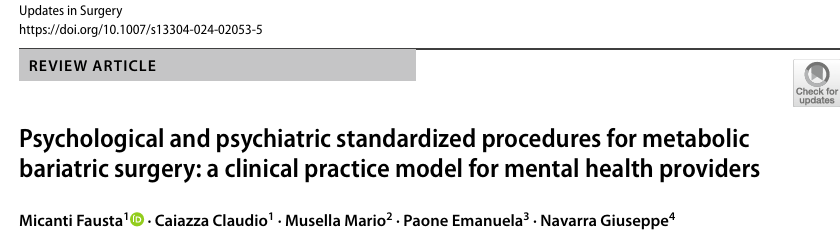 Updates in Surgery
https://doi.org/10.1007/s13304-024-02053-5
REVIEW ARTICLE
Check for
updates
Psychological and psychiatric standardized procedures for metabolic
bariatric surgery: a clinical practice model for mental health providers
Micanti Fausta1 iD · Caiazza Claudio1 · Musella Mario2 · Paone Emanuela3 · Navarra Giuseppe4